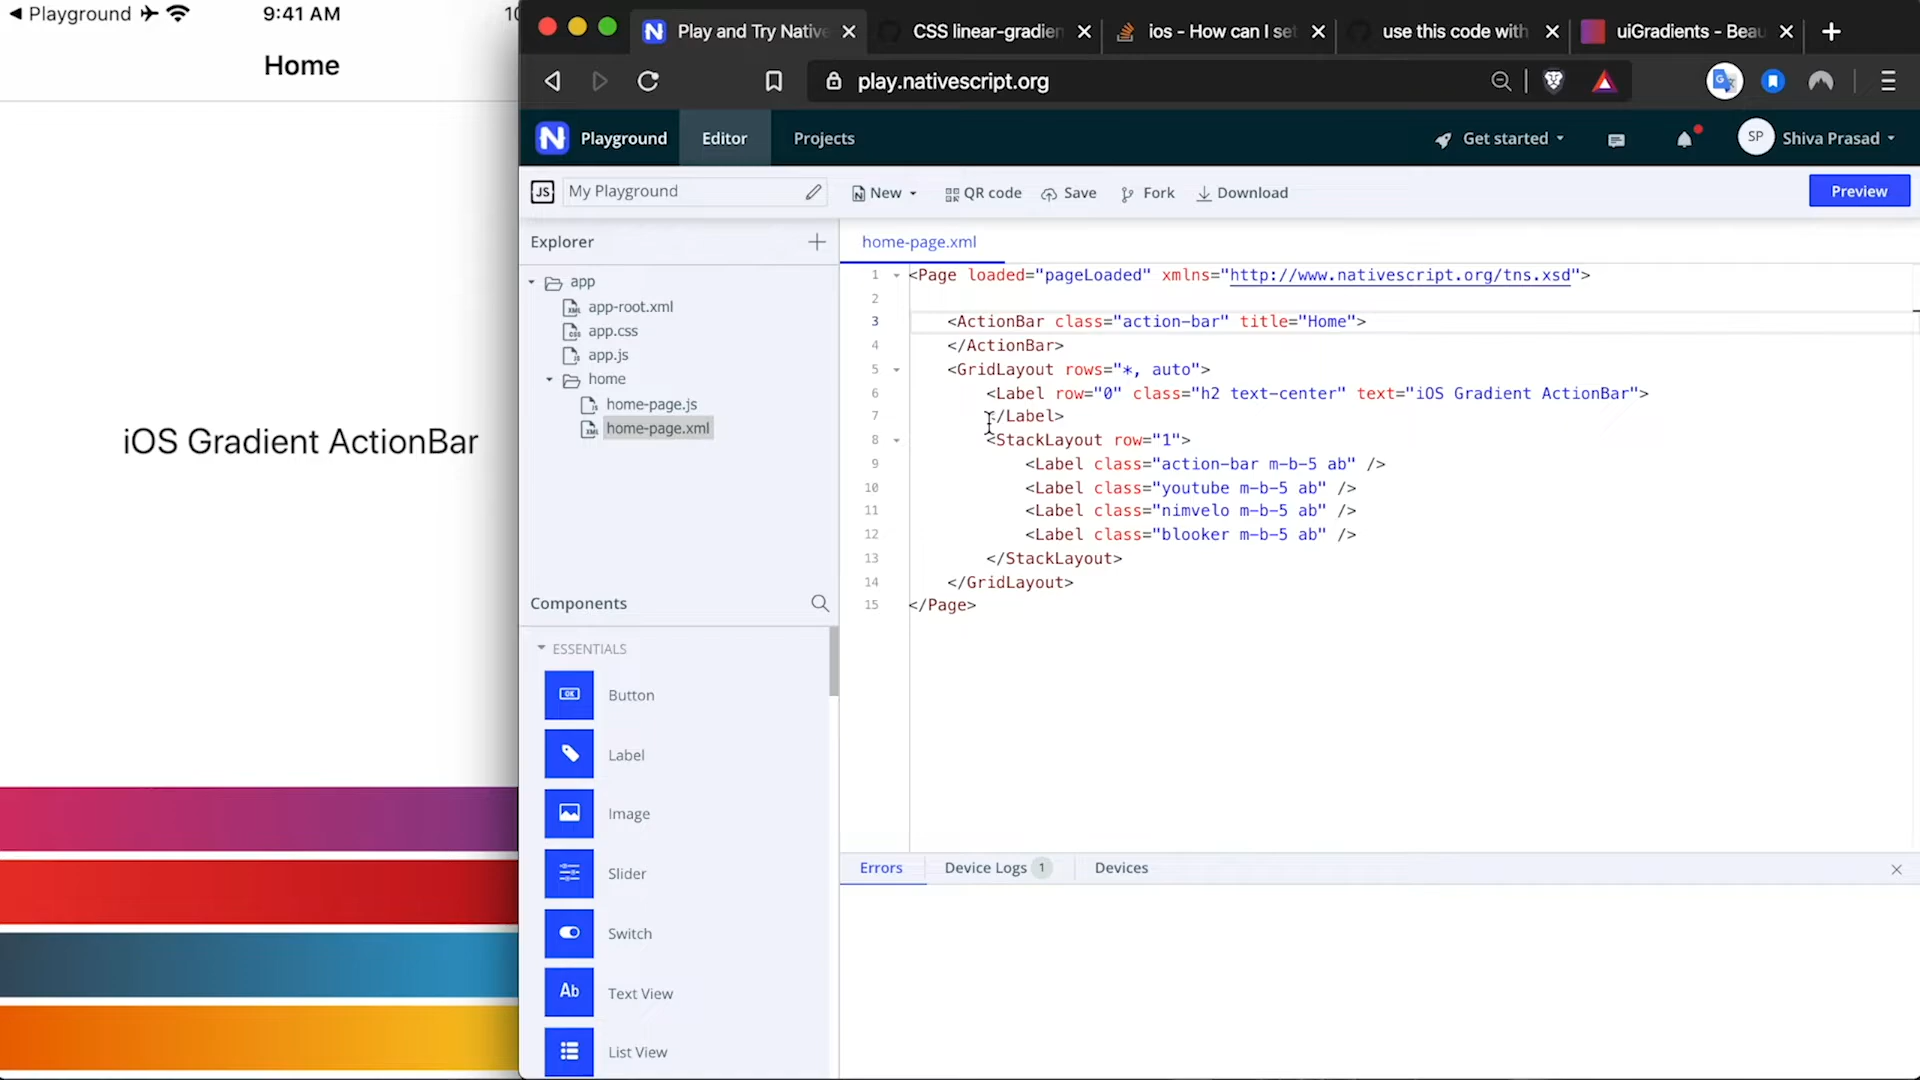 ◀ Playground
9:41 AM
10
Home
iOS Gradient ActionBar
Play and Try Native
CSS linear-gradien
ios - How can I set
use this code with
uiGradients - Beau
play.nativescript.org
N Playground
Editor
Projects
Get started
SP
Shiva Prasad
JS
My Playground
New
QR code
Save
Fork
Download
Preview
Explorer
app
app-root.xml
app.css
app.js
home
home-page.js
home-page.xml
home-page.xml
1 <Page loaded="pageLoaded" xmlns="http://www.nativescript.org/tns.xsd">
2
3 <ActionBar class="action-bar" title="Home">
4 </ActionBar>
5 <GridLayout rows="*, auto">
6 <Label row="0" class="h2 text-center" text="iOS Gradient ActionBar">
7 </Label>
8 <StackLayout row="1">
9 <Label class="action-bar m-b-5 ab" />
10 <Label class="youtube m-b-5 ab" />
11 <Label class="nimvelo m-b-5 ab" />
12 <Label class="blooker m-b-5 ab" />
13 </StackLayout>
14 </GridLayout>
15 </Page>
Components
ESSENTIALS
OK Button
Label
Image
Slider
Switch
Ab Text View
List View
Errors
Device Logs 1
Devices